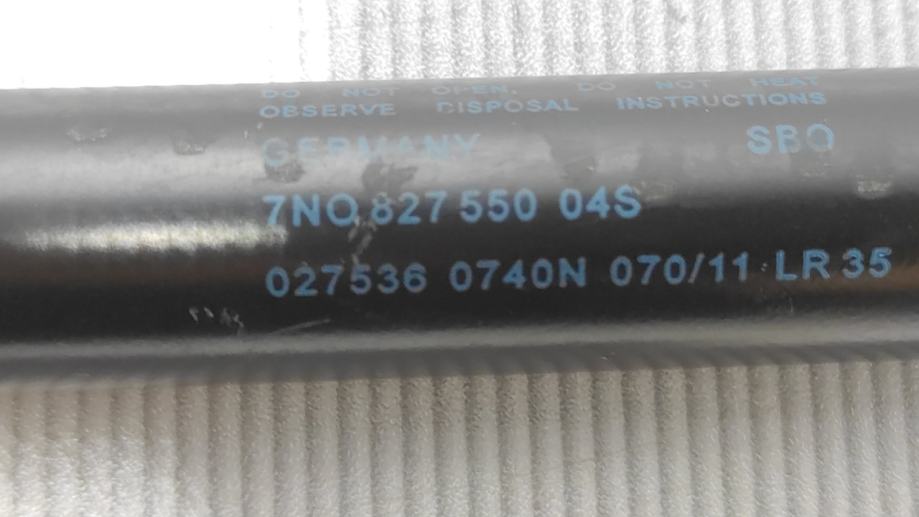 DO NOT OPEN. DO NOT HEAT
OBSERVE DISPOSAL INSTRUCTIONS
GERMANY SBO
7NO 827 550 04S
027536 0740N 070/11 LR 35